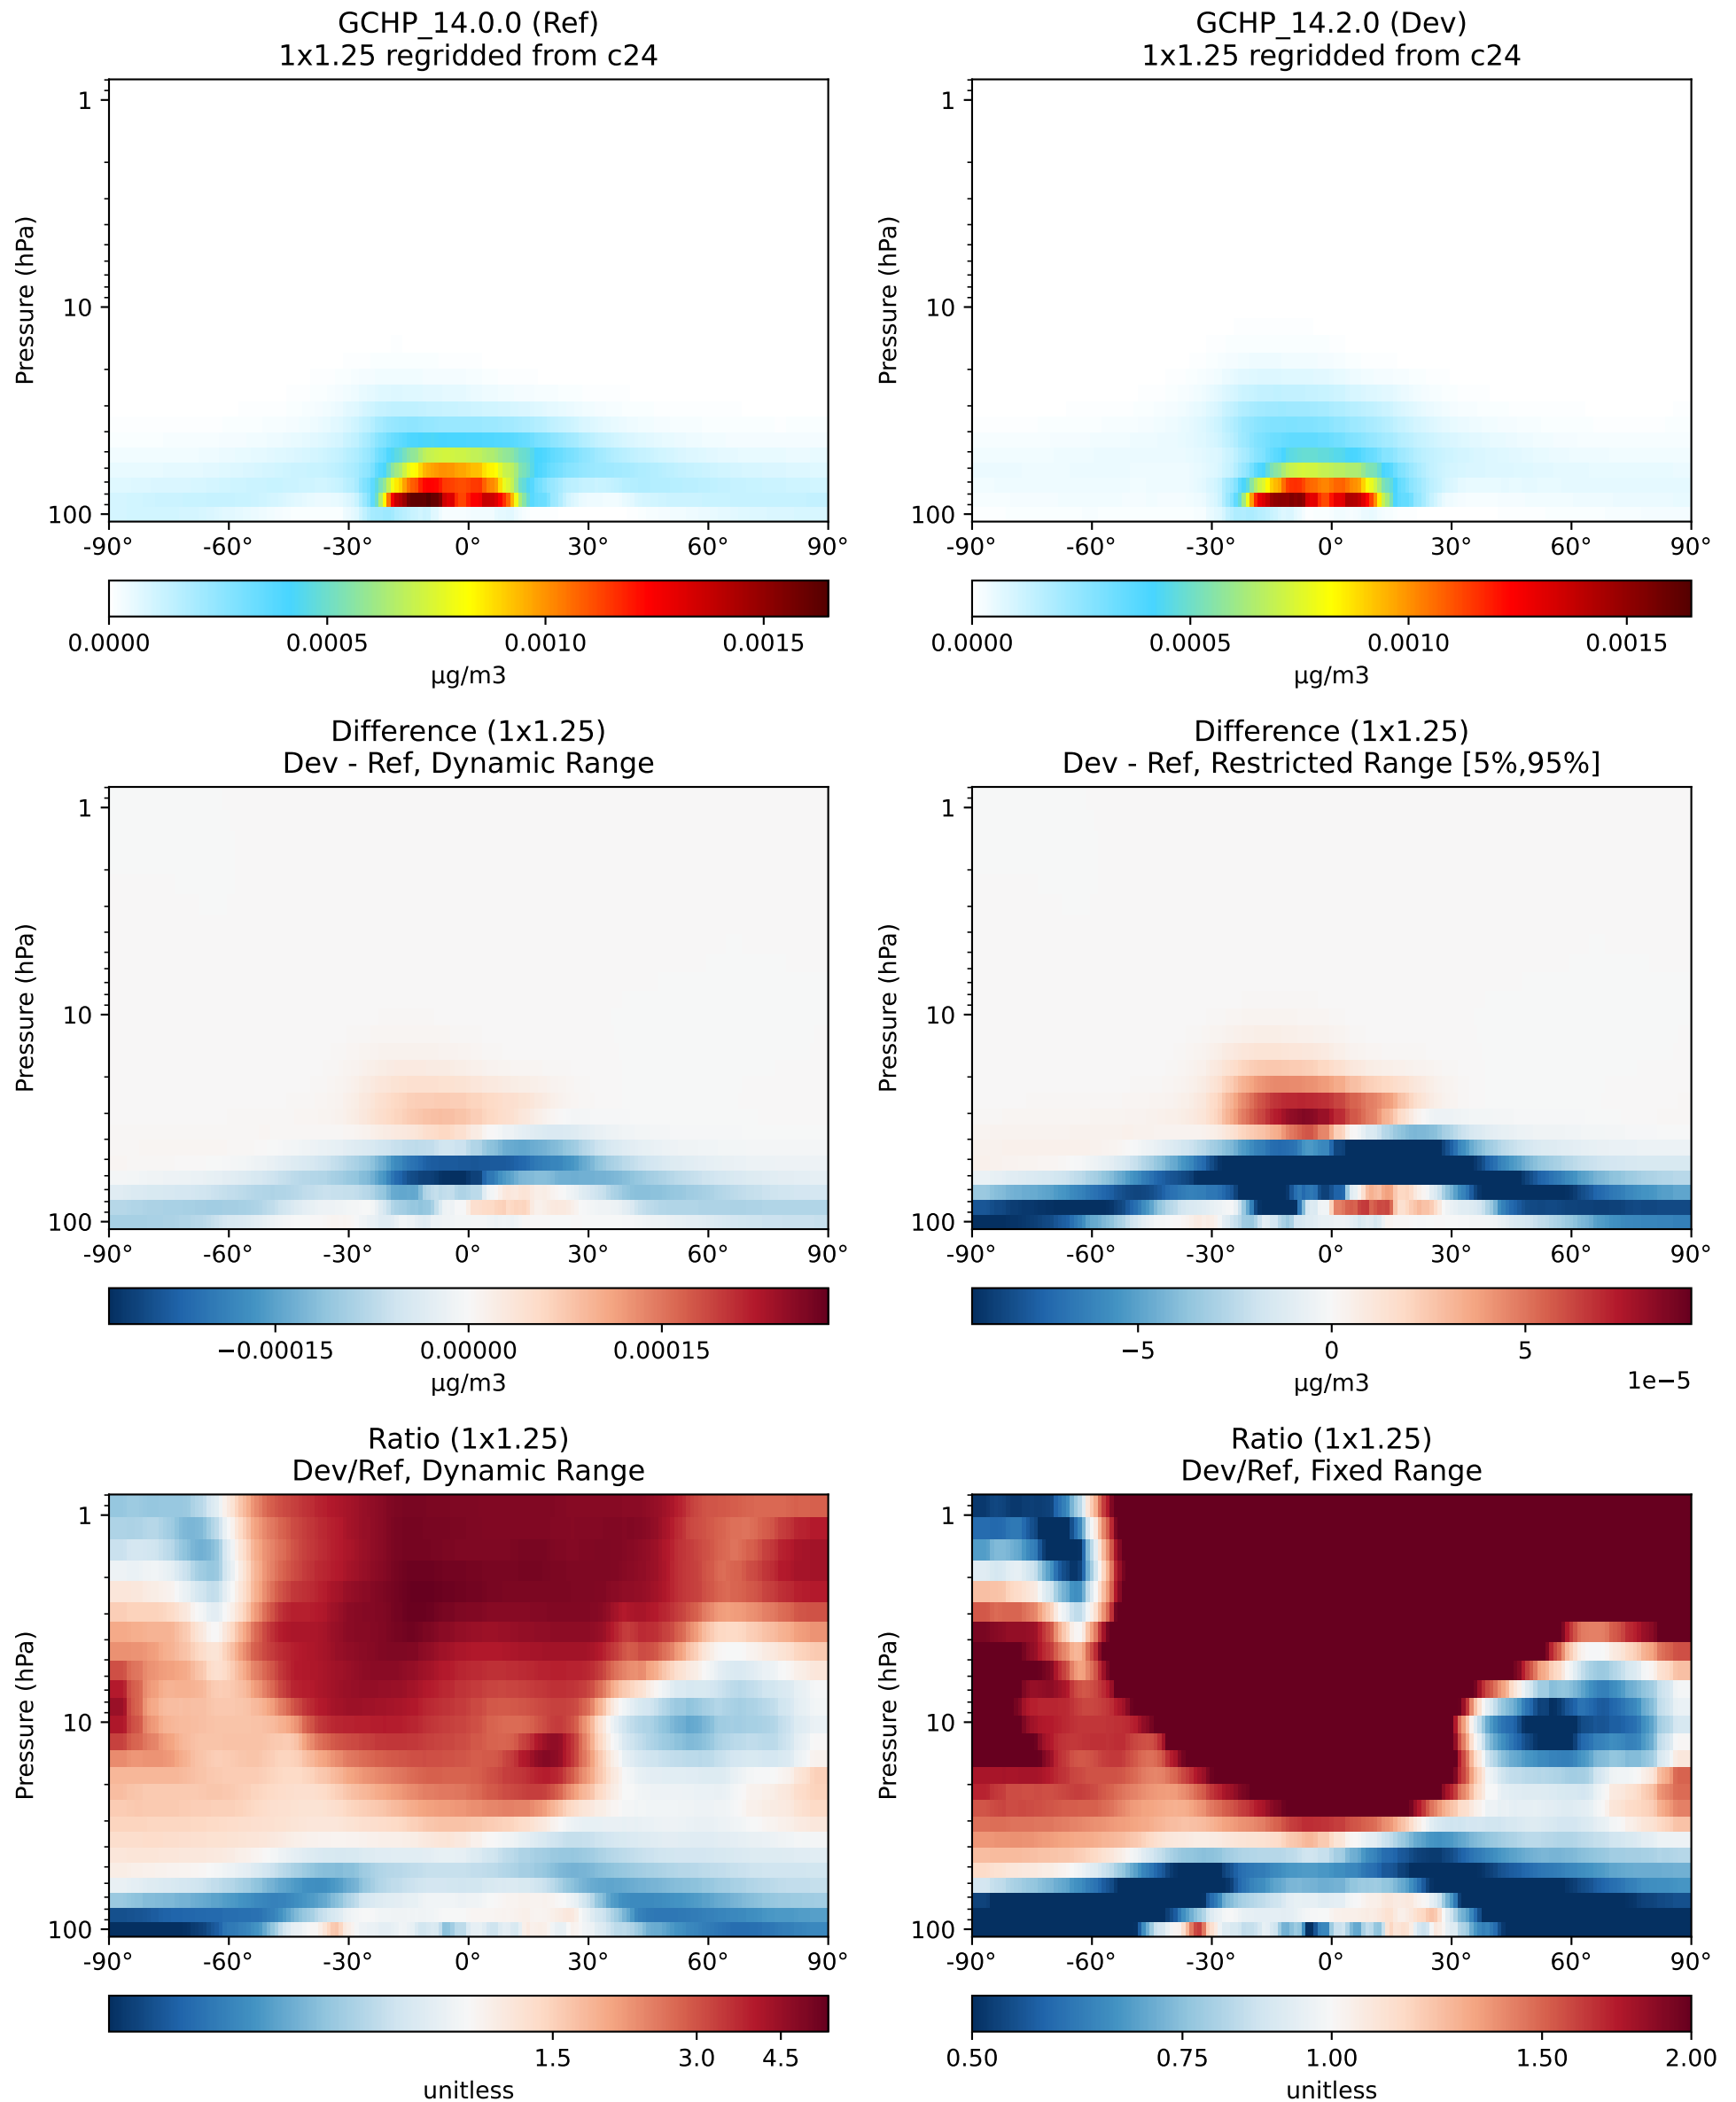 GCHP_14.0.0 (Ref)
1x1.25 regridded from c24
Pressure (hPa)
1
10
100
-90° -60° -30° 0° 30° 60° 90°
0.0000 0.0005 0.0010 0.0015
µg/m3
GCHP_14.2.0 (Dev)
1x1.25 regridded from c24
Pressure (hPa)
1
10
100
-90° -60° -30° 0° 30° 60° 90°
0.0000 0.0005 0.0010 0.0015
µg/m3
Difference (1x1.25)
Dev - Ref, Dynamic Range
Pressure (hPa)
1
10
100
-90° -60° -30° 0° 30° 60° 90°
−0.00015 0.00000 0.00015
µg/m3
Difference (1x1.25)
Dev - Ref, Restricted Range [5%,95%]
Pressure (hPa)
1
10
100
-90° -60° -30° 0° 30° 60° 90°
−5 0 5
µg/m3
1e−5
Ratio (1x1.25)
Dev/Ref, Dynamic Range
Pressure (hPa)
1
10
100
-90° -60° -30° 0° 30° 60° 90°
1.5 3.0 4.5
unitless
Ratio (1x1.25)
Dev/Ref, Fixed Range
Pressure (hPa)
1
10
100
-90° -60° -30° 0° 30° 60° 90°
0.50 0.75 1.00 1.50 2.00
unitless